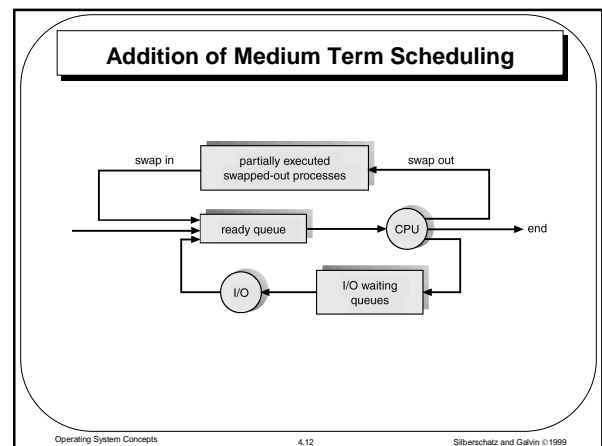 Addition of Medium Term Scheduling
swap in
partially executed
swapped-out processes
swap out
ready queue
CPU
end
I/O
I/O waiting
queues
Operating System Concepts
4.12
Silberschatz and Galvin ©1999